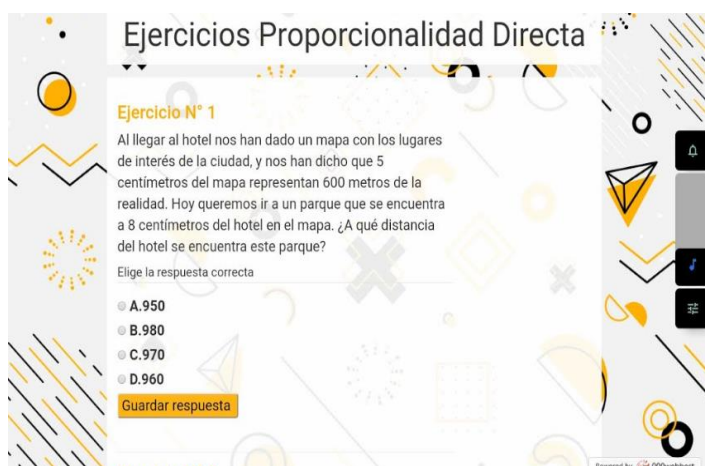 Ejercicios Proporcionalidad Directa
Ejercicio N° 1
Al llegar al hotel nos han dado un mapa con los lugares
de interés de la ciudad, y nos han dicho que 5
centímetros del mapa representan 600 metros de la
realidad. Hoy queremos ir a un parque que se encuentra
a 8 centímetros del hotel en el mapa. ¿A qué distancia
del hotel se encuentra este parque?
Elige la respuesta correcta
A.950
B.980
C.970
D.960
Guardar respuesta